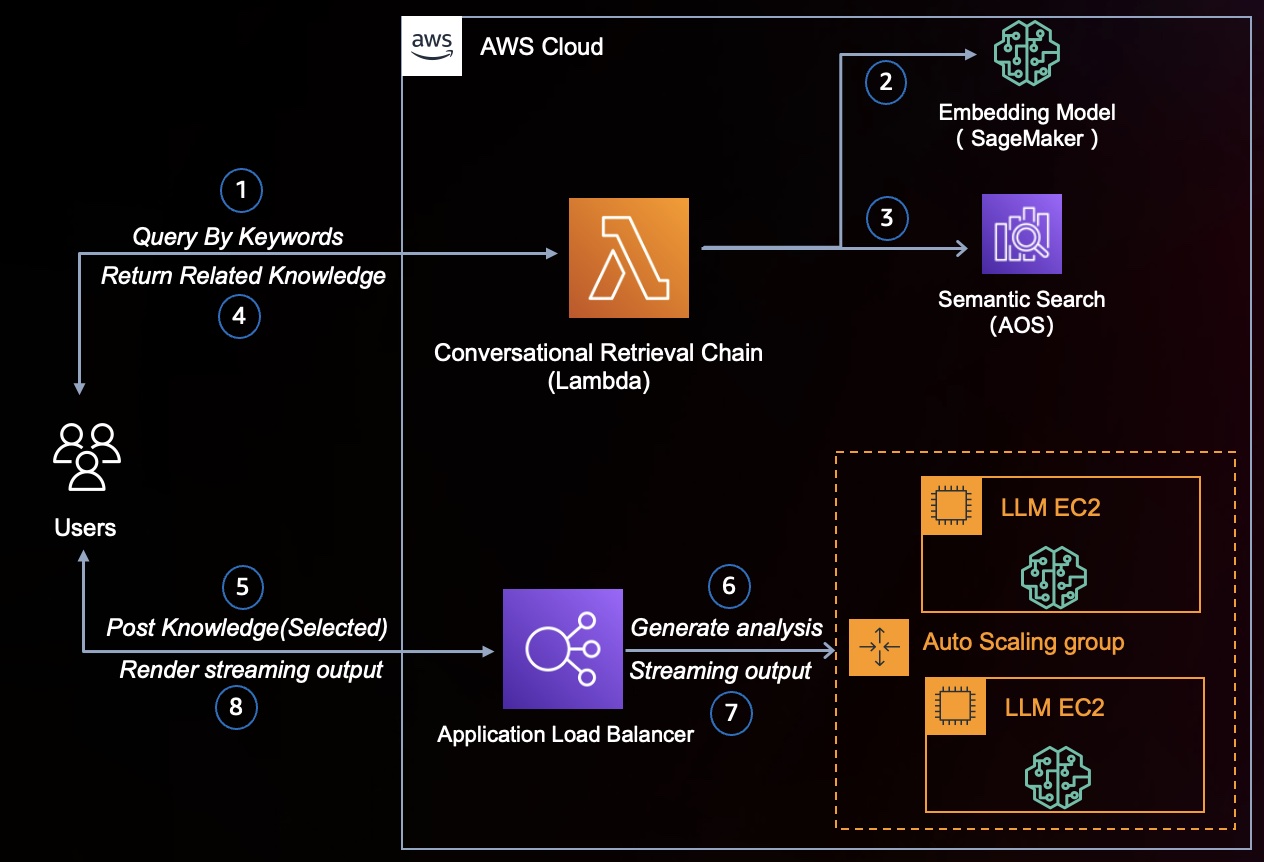 aws
AWS Cloud
2
Embedding Model
( SageMaker )
1
Query By Keywords
Return Related Knowledge
4
3
Semantic Search
(AOS)
Conversational Retrieval Chain
(Lambda)
Users
5
Post Knowledge(Selected)
Render streaming output
8
Application Load Balancer
6
Generate analysis
Streaming output
7
LLM EC2
Auto Scaling group
LLM EC2